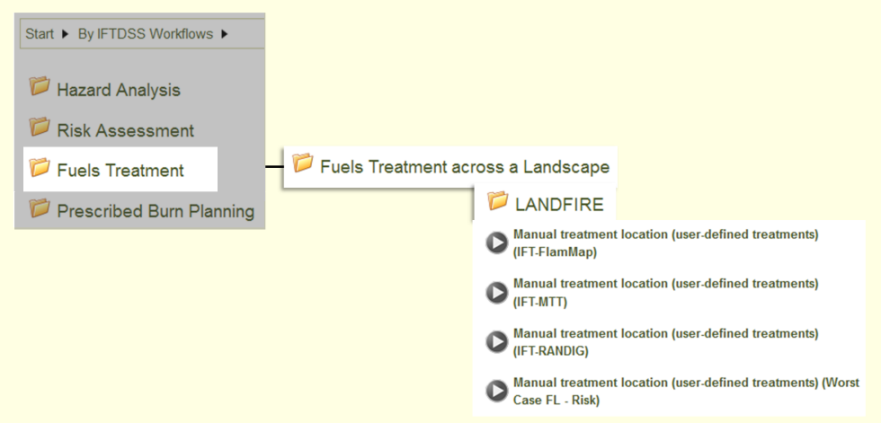 Start ▶ By IFTDSS Workflows ▶
Hazard Analysis
Risk Assessment
Fuels Treatment
Prescribed Burn Planning
Fuels Treatment across a Landscape
LANDFIRE
Manual treatment location (user-defined treatments)
(IFT-FlamMap)
Manual treatment location (user-defined treatments)
(IFT-MTT)
Manual treatment location (user-defined treatments)
(IFT-RANDIG)
Manual treatment location (user-defined treatments) (Worst
Case FL - Risk)